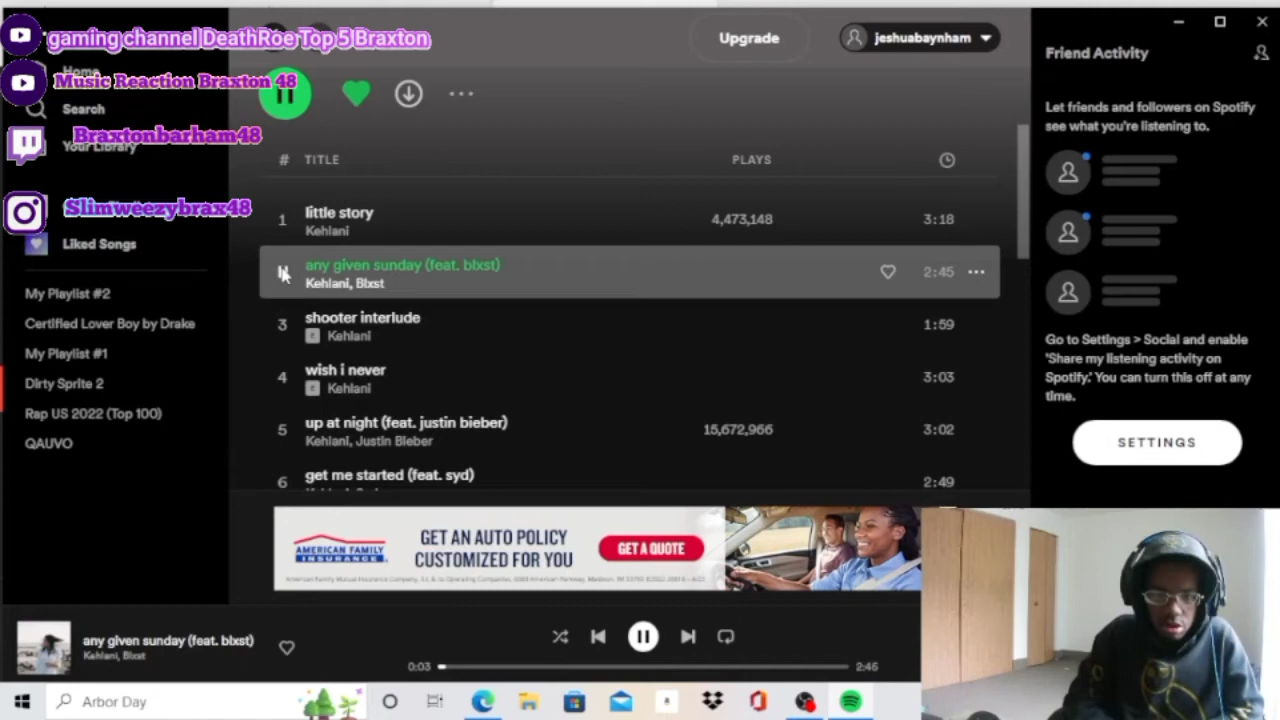 gaming channel DeathRoe Top 5 Braxton
Home
Music Reaction Braxton 48
Search
Braxtonbarham48
Your Library
Slimweezybrax48
Liked Songs
My Playlist #2
Certified Lover Boy by Drake
My Playlist #1
Dirty Sprite 2
Rap US 2022 (Top 100)
QAUVO
Upgrade
jeshuabaynham
# TITLE PLAYS
1 little story 4,473,148 3:18
Kehlani
any given sunday (feat. blxst) 2:45
Kehlani, Blxst
3 shooter interlude 1:59
E Kehlani
4 wish i never 3:03
E Kehlani
5 up at night (feat. justin bieber) 15,672,966 3:02
Kehlani, Justin Bieber
6 get me started (feat. syd) 2:49
AMERICAN FAMILY
INSURANCE
GET AN AUTO POLICY
CUSTOMIZED FOR YOU
GET A QUOTE
Friend Activity
Let friends and followers on Spotify
see what you're listening to.
Go to Settings > Social and enable
'Share my listening activity on
Spotify.' You can turn this off at any
time.
SETTINGS
any given sunday (feat. blxst)
Kehlani, Blxst
0:03 2:46
Arbor Day